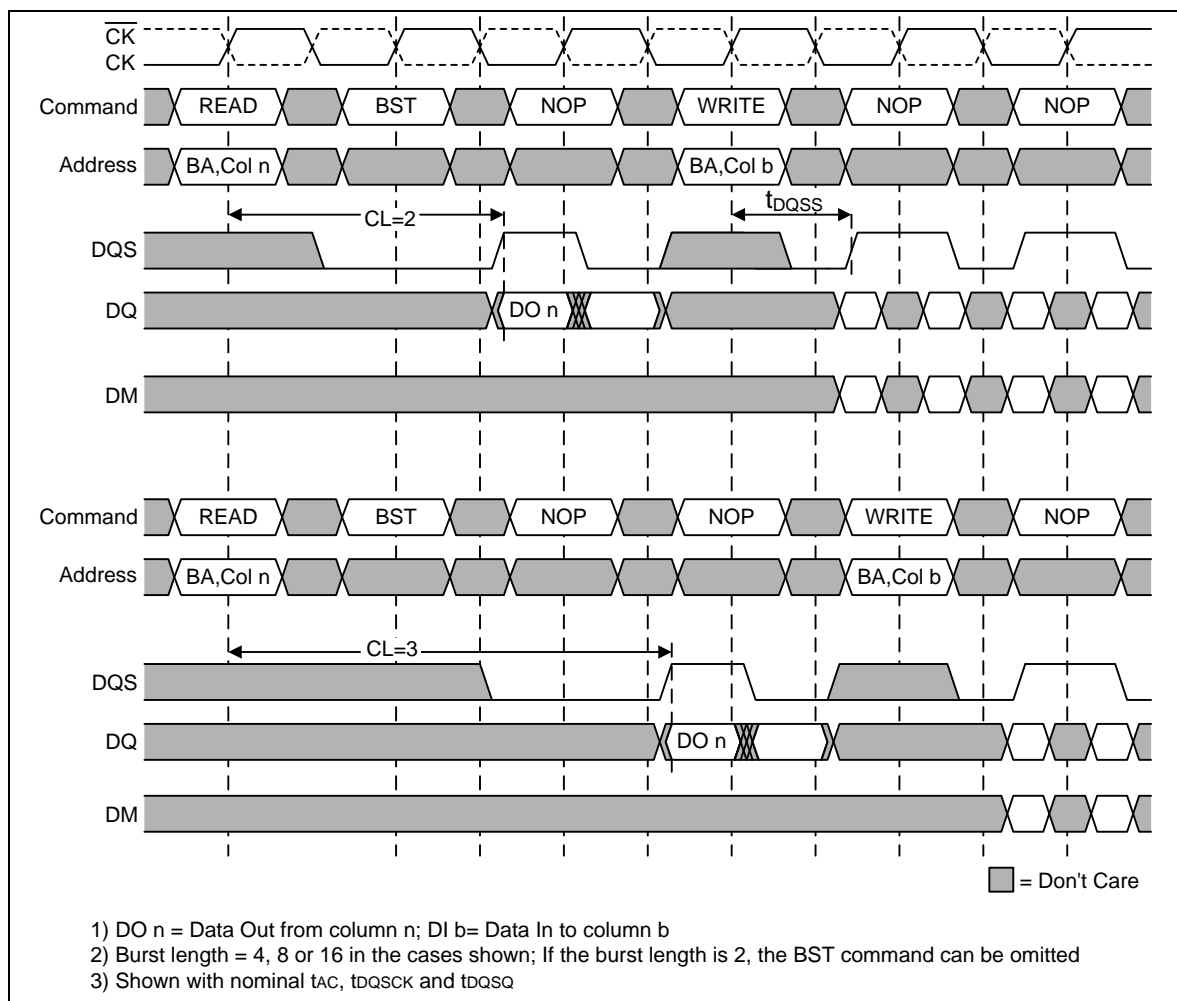 CK
CK
Command READ BST NOP WRITE NOP NOP
Address BA,Col n BA,Col b
CL=2 tDQSS
DQS
DQ DO n
DM
Command READ BST NOP NOP WRITE NOP
Address BA,Col n BA,Col b
CL=3
DQS
DQ DO n
DM
= Don't Care
1) DO n = Data Out from column n; DI b= Data In to column b
2) Burst length = 4, 8 or 16 in the cases shown; If the burst length is 2, the BST command can be omitted
3) Shown with nominal tAC, tDQSCK and tDQSQ